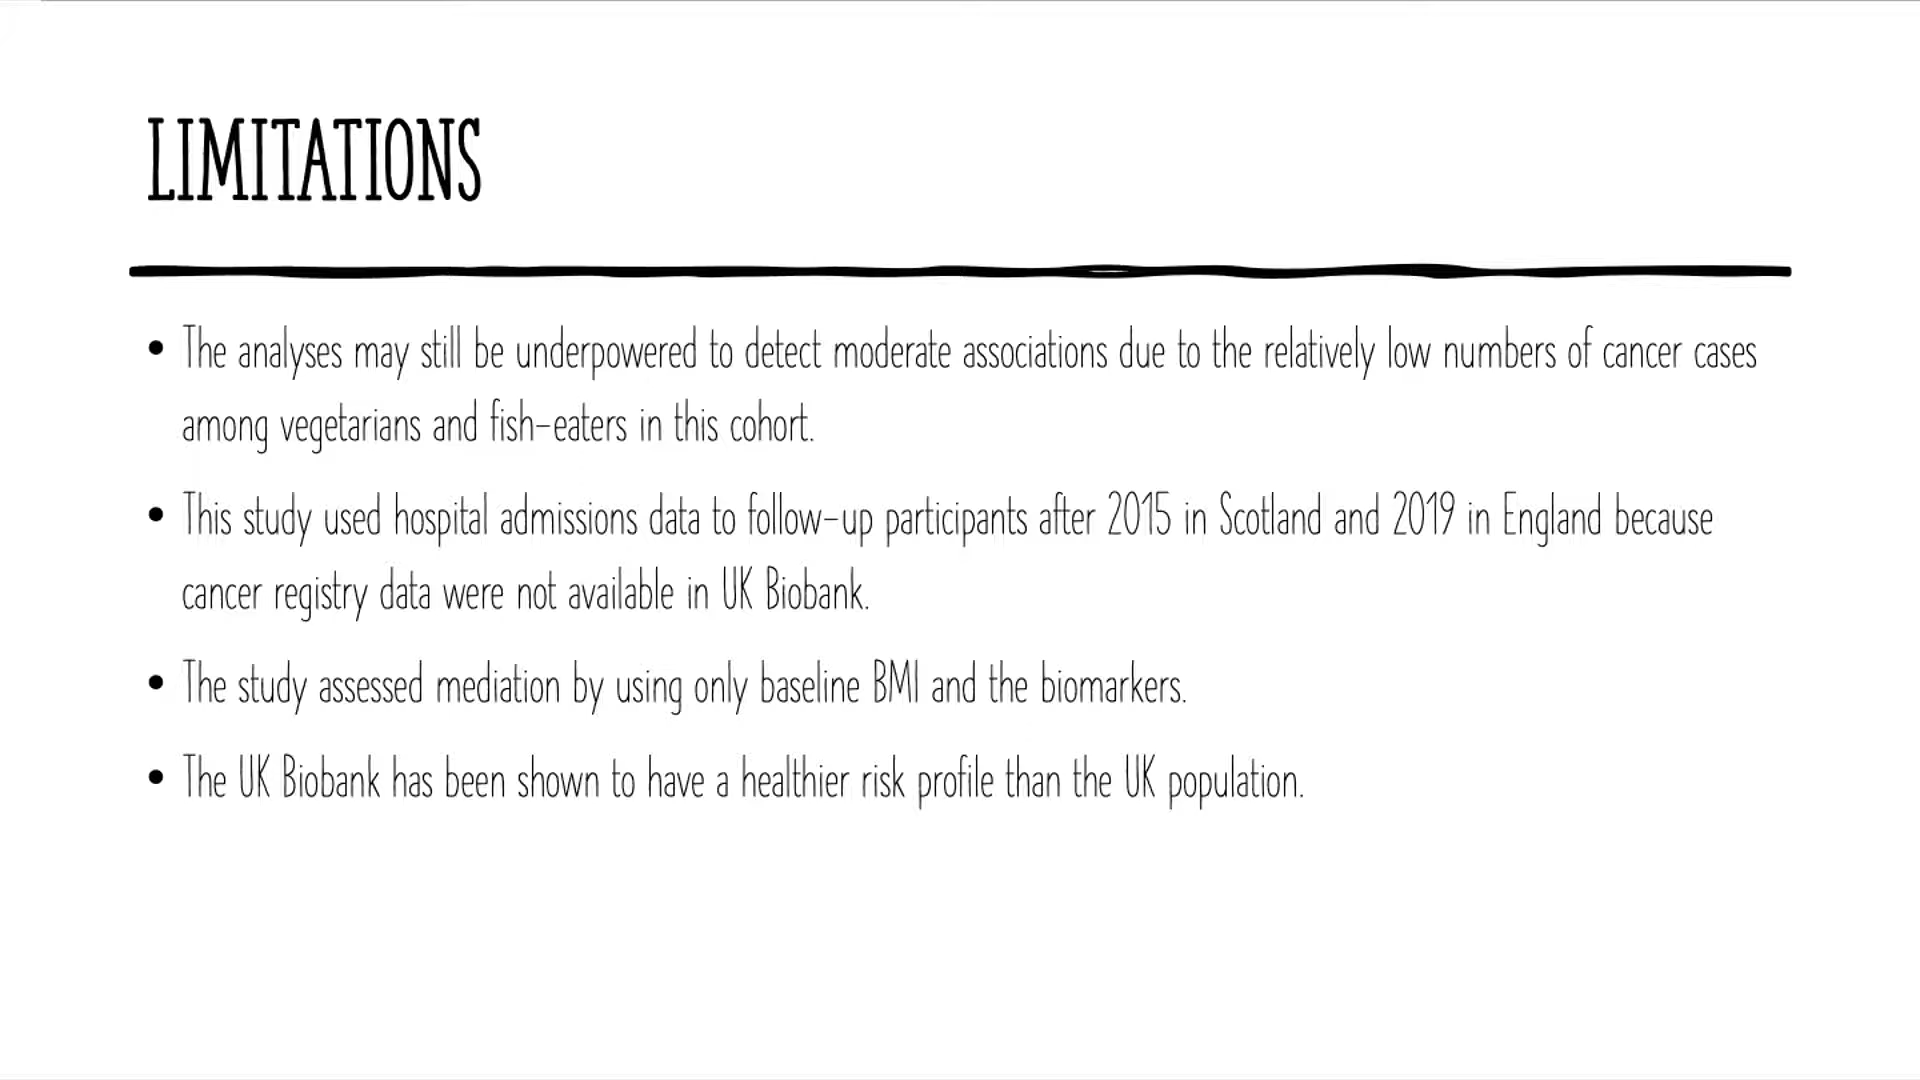 LIMITATIONS
• The analyses may still be underpowered to detect moderate associations due to the relatively low numbers of cancer cases
among vegetarians and fish-eaters in this cohort.
• This study used hospital admissions data to follow-up participants after 2015 in Scotland and 2019 in England because
cancer registry data were not available in UK Biobank.
• The study assessed mediation by using only baseline BMI and the biomarkers.
• The UK Biobank has been shown to have a healthier risk profile than the UK population.